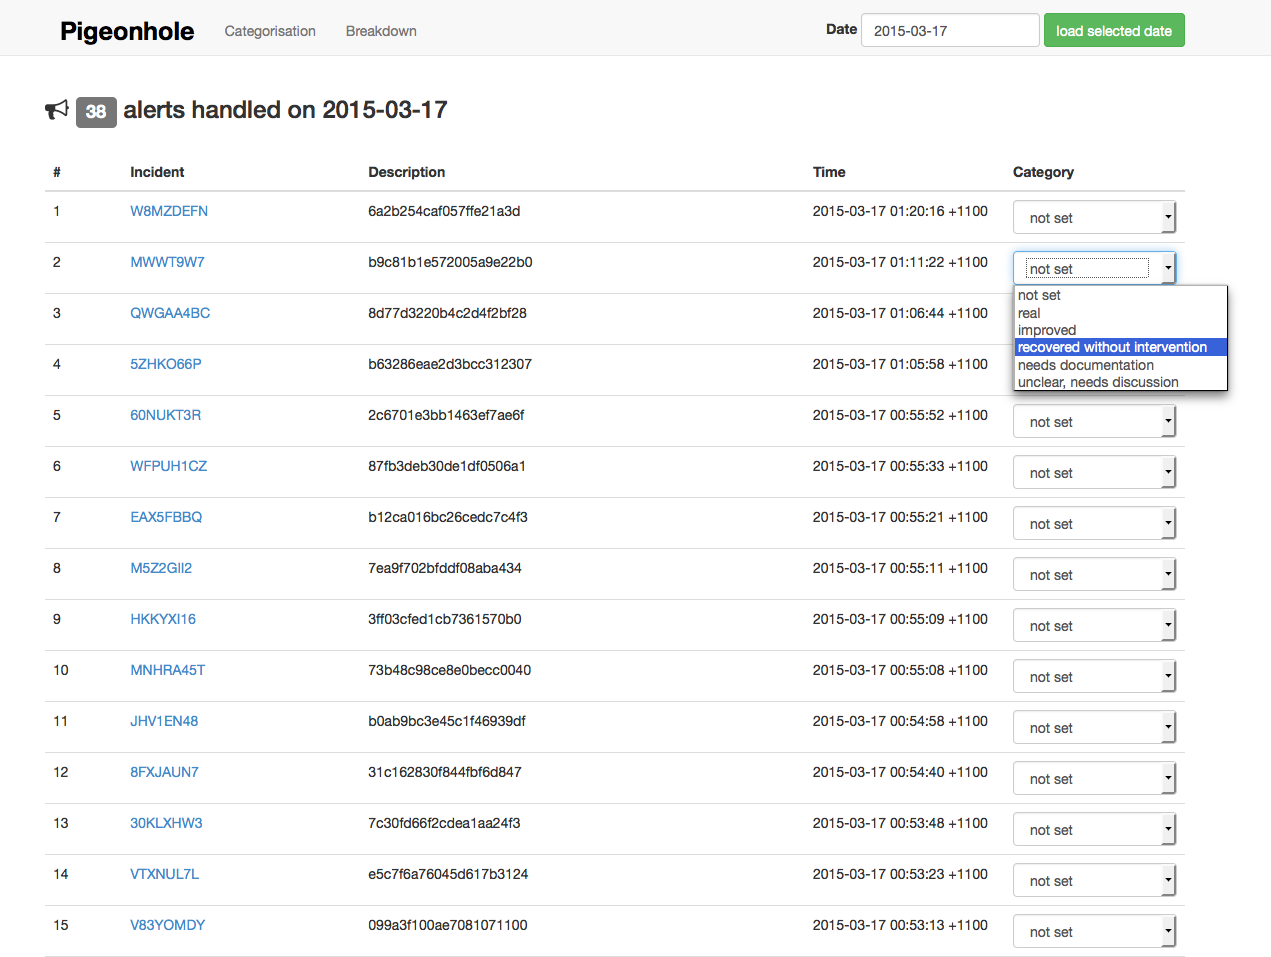 Pigeonhole Categorisation Breakdown Date 2015-03-17 load selected date
38 alerts handled on 2015-03-17
# Incident Description Time Category
1 W8MZDEFN 6a2b254caf057ffe21a3d 2015-03-17 01:20:16 +1100 not set
2 MWWT9W7 b9c81b1e572005a9e22b0 2015-03-17 01:11:22 +1100 not set
not set
3 QWGAA4BC 8d77d3220b4c2d4f2bf28 2015-03-17 01:06:44 +1100 real
improved
recovered without intervention
4 5ZHKO66P b63286eae2d3bcc312307 2015-03-17 01:05:58 +1100 needs documentation
unclear, needs discussion
5 60NUKT3R 2c6701e3bb1463ef7ae6f 2015-03-17 00:55:52 +1100 not set
6 WFPUH1CZ 87fb3deb30de1df0506a1 2015-03-17 00:55:33 +1100 not set
7 EAX5FBBQ b12ca016bc26cedc7c4f3 2015-03-17 00:55:21 +1100 not set
8 M5Z2GII2 7ea9f702bfddf08aba434 2015-03-17 00:55:11 +1100 not set
9 HKKYXI16 3ff03cfed1cb7361570b0 2015-03-17 00:55:09 +1100 not set
10 MNHRA45T 73b48c98ce8e0becc0040 2015-03-17 00:55:08 +1100 not set
11 JHV1EN48 b0ab9bc3e45c1f46939df 2015-03-17 00:54:58 +1100 not set
12 8FXJAUN7 31c162830f844fbf6d847 2015-03-17 00:54:40 +1100 not set
13 30KLXHW3 7c30fd66f2cdea1aa24f3 2015-03-17 00:53:48 +1100 not set
14 VTXNUL7L e5c7f6a76045d617b3124 2015-03-17 00:53:23 +1100 not set
15 V83YOMDY 099a3f100ae7081071100 2015-03-17 00:53:13 +1100 not set